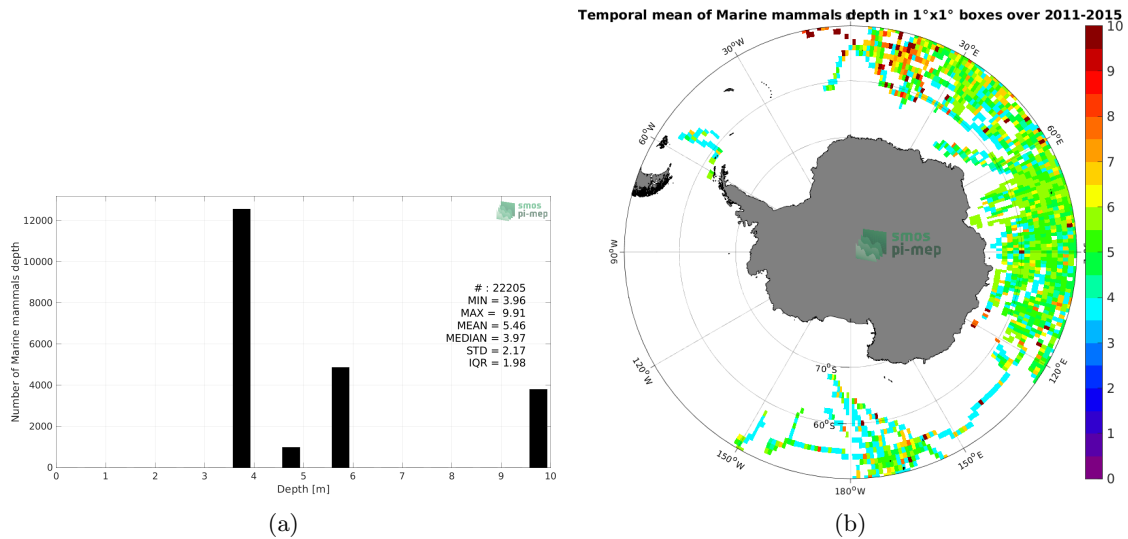 Temporal mean of Marine mammals depth in 1°x1° boxes over 2011-2015
smos
pi-mep
Number of Marine mammals depth
12000
10000
8000
6000
4000
2000
0
# : 22205
MIN = 3.96
MAX = 9.91
MEAN = 5.46
MEDIAN = 3.97
STD = 2.17
IQR = 1.98
0 1 2 3 4 5 6 7 8 9 10
Depth [m]
(a)
30°W
30°E
60°W
60°E
90°W
120°W
120°E
150°W
150°E
180°W
70°S
60°S
smos
pi-mep
10
9
8
7
6
5
4
3
2
1
0
(b)